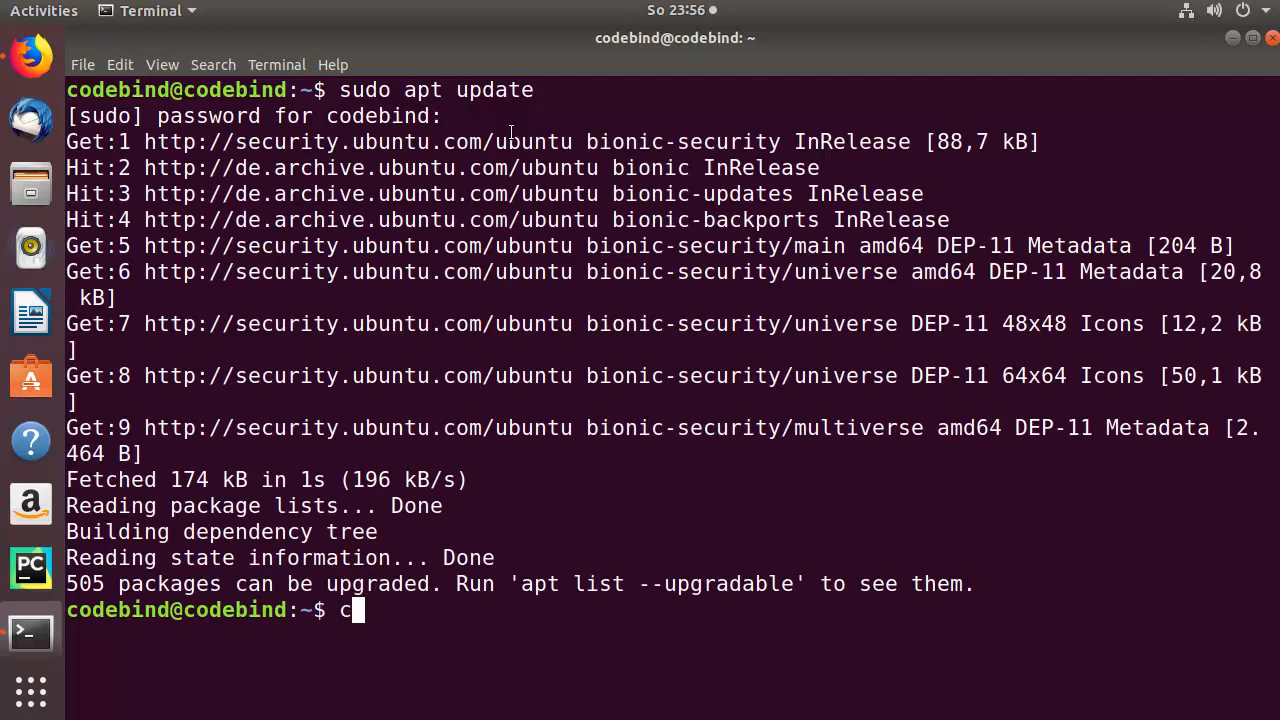 Activities
Terminal
So 23:56
codebind@codebind: ~
File Edit View Search Terminal Help
codebind@codebind:~$ sudo apt update
[sudo] password for codebind:
Get:1 http://security.ubuntu.com/ubuntu bionic-security InRelease [88,7 kB]
Hit:2 http://de.archive.ubuntu.com/ubuntu bionic InRelease
Hit:3 http://de.archive.ubuntu.com/ubuntu bionic-updates InRelease
Hit:4 http://de.archive.ubuntu.com/ubuntu bionic-backports InRelease
Get:5 http://security.ubuntu.com/ubuntu bionic-security/main amd64 DEP-11 Metadata [204 B]
Get:6 http://security.ubuntu.com/ubuntu bionic-security/universe amd64 DEP-11 Metadata [20,8
kB]
Get:7 http://security.ubuntu.com/ubuntu bionic-security/universe DEP-11 48x48 Icons [12,2 kB
]
Get:8 http://security.ubuntu.com/ubuntu bionic-security/universe DEP-11 64x64 Icons [50,1 kB
]
Get:9 http://security.ubuntu.com/ubuntu bionic-security/multiverse amd64 DEP-11 Metadata [2.
464 B]
Fetched 174 kB in 1s (196 kB/s)
Reading package lists... Done
Building dependency tree
Reading state information... Done
505 packages can be upgraded. Run 'apt list --upgradable' to see them.
codebind@codebind:~$ c
A
?
a
PC
>_